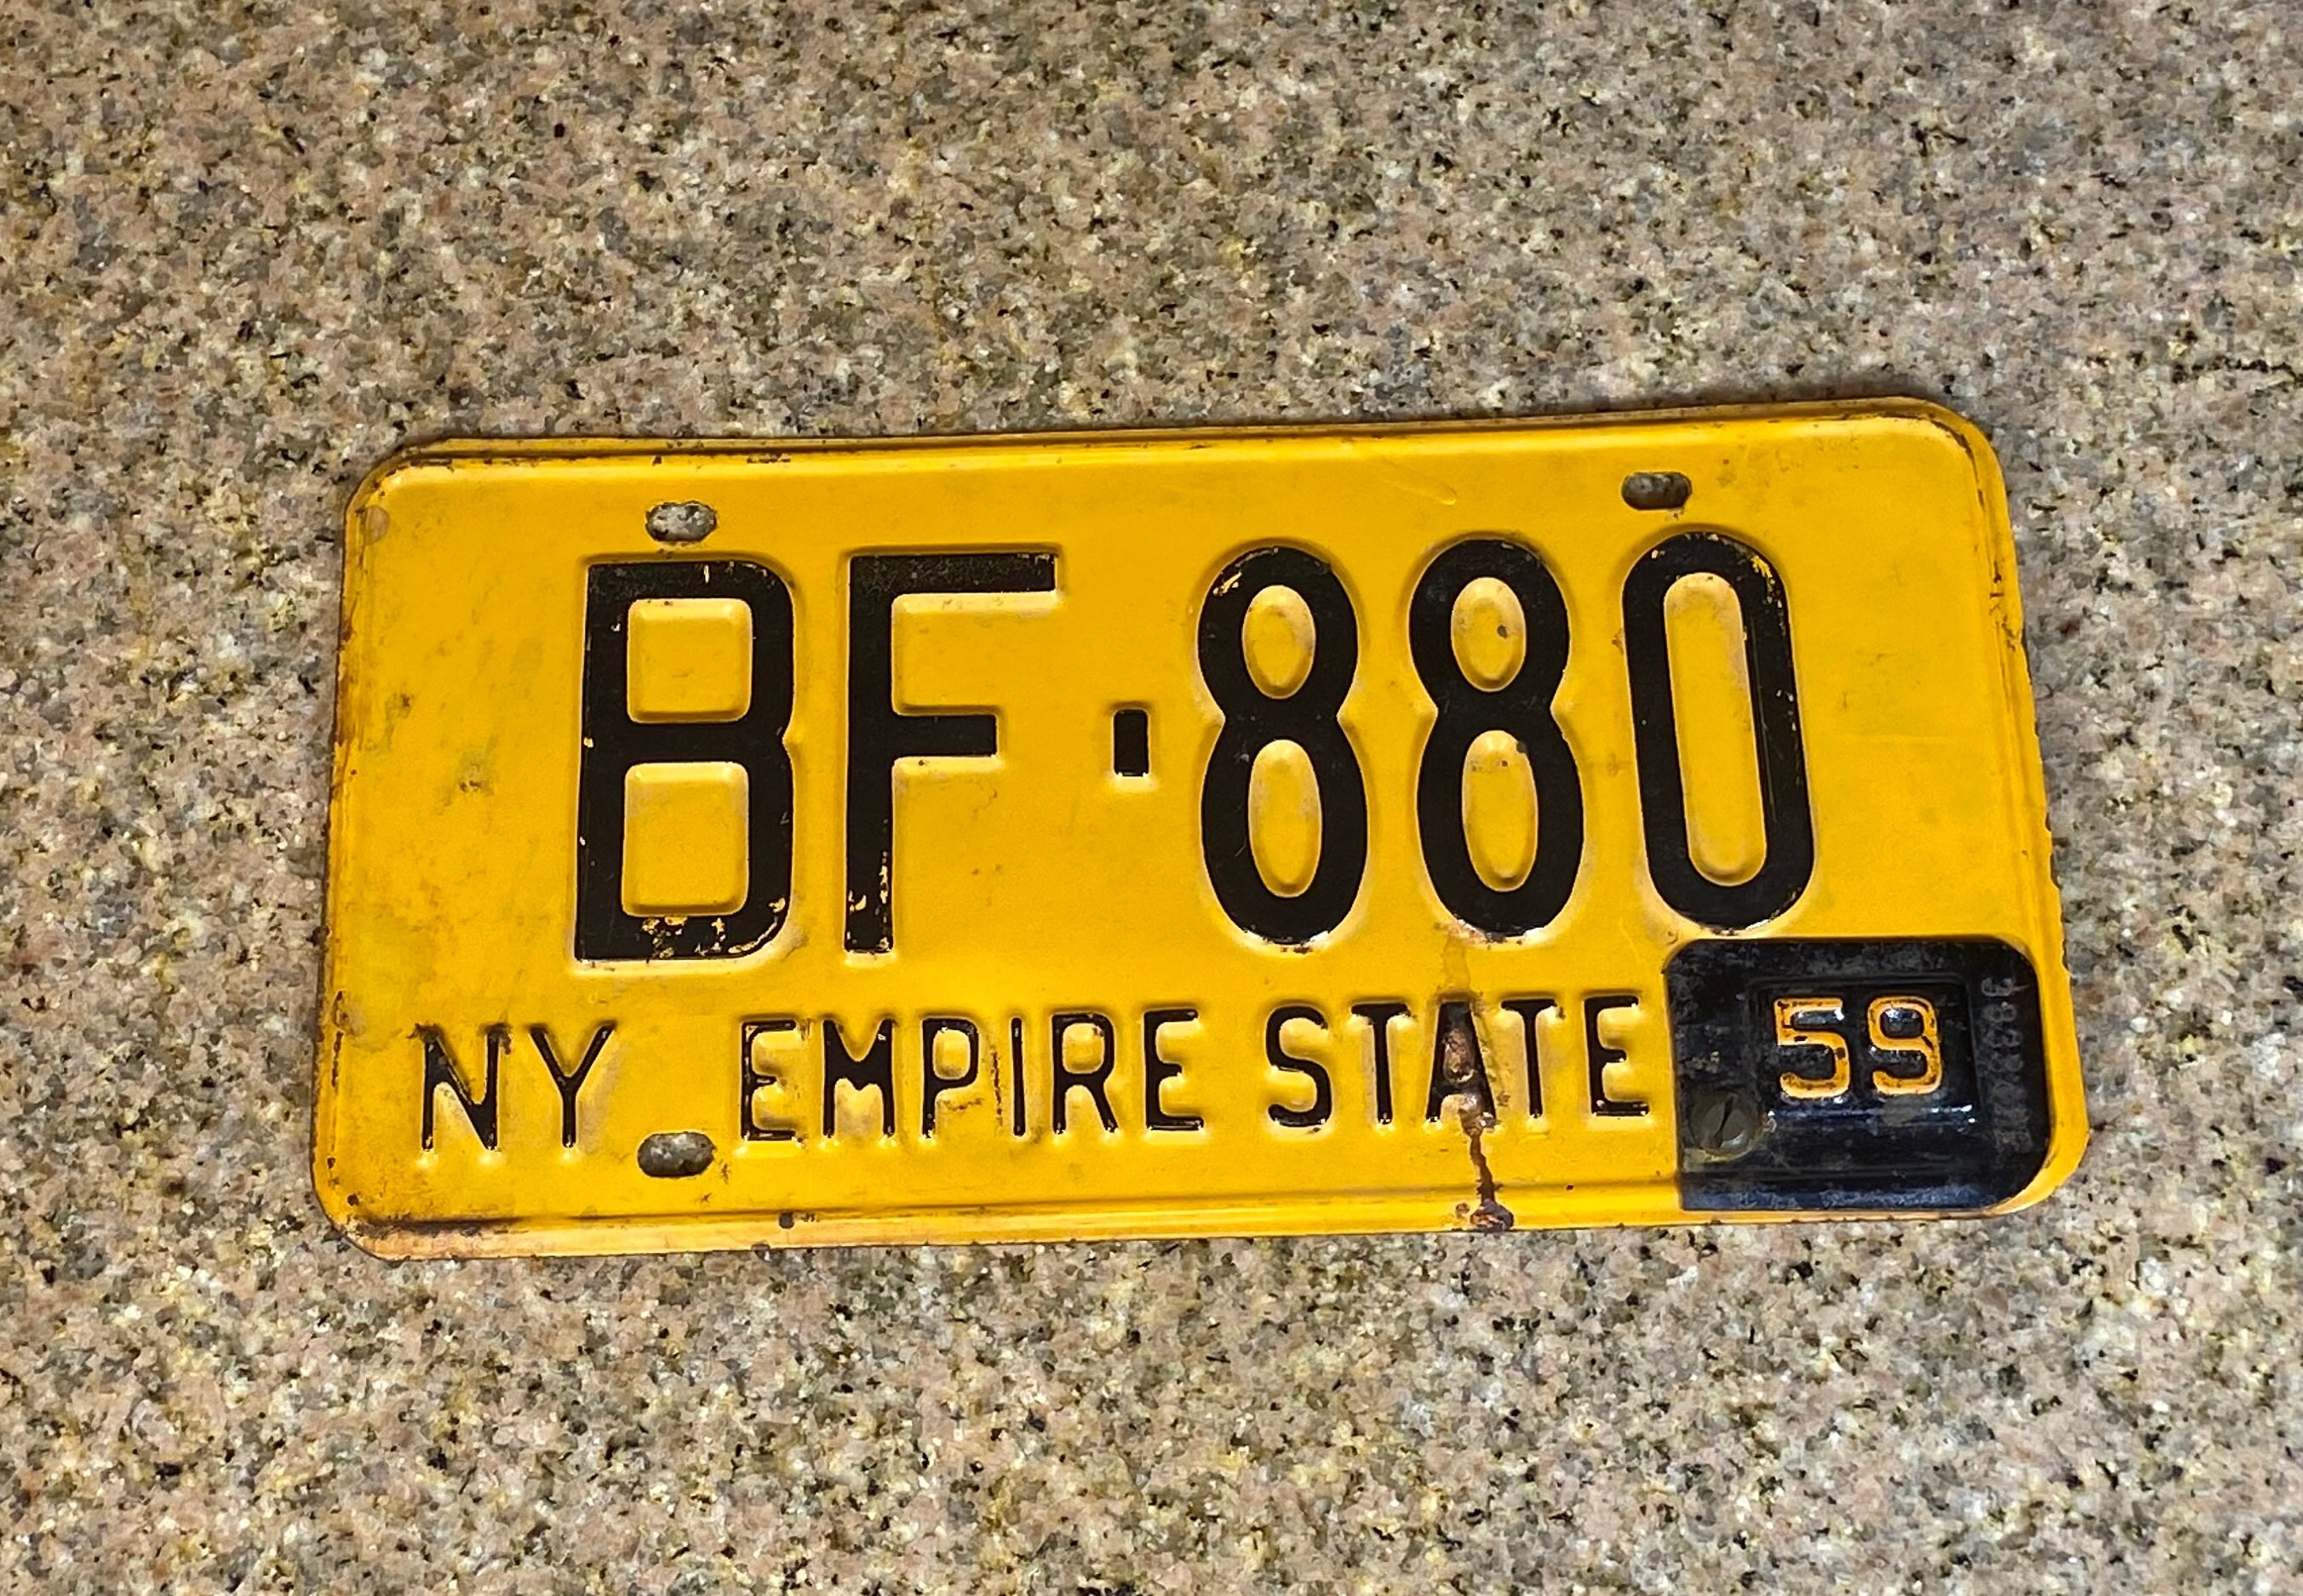 BF-880
NY EMPIRE STATE
59